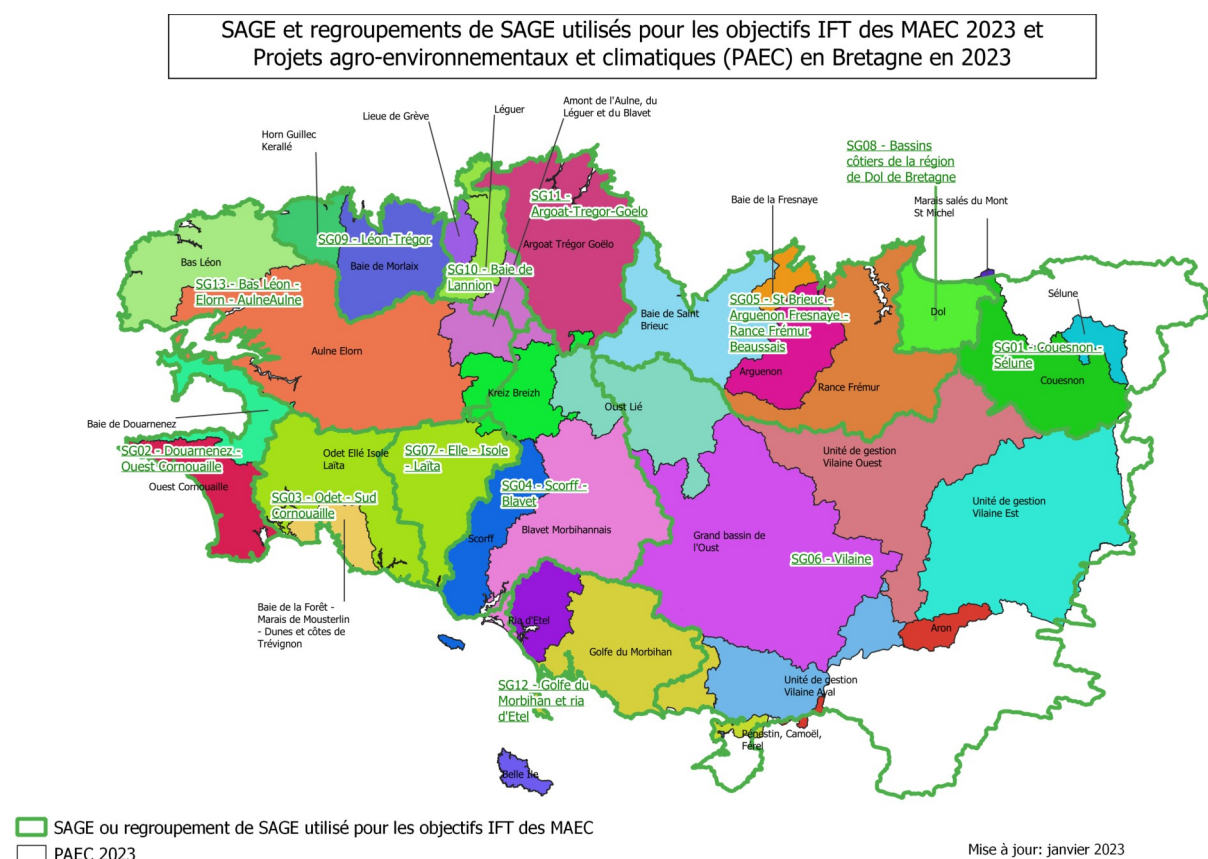 SAGE et regroupements de SAGE utilisés pour les objectifs IFT des MAEC 2023 et
Projets agro-environnementaux et climatiques (PAEC) en Bretagne en 2023
Amont de l'Aulne, du
Léguer et du Blavet
Léguer
Lieue de Grève
Horn Guillec
Kerallé
SG08 - Bassins
côtiers de la région
de Dol de Bretagne
Baie de la Fresnaye
Marais salés du Mont
St Michel
SG11 -
Argoat-Tregor-Goelo
Argoat Trégor Goëlo
SG09 - Léon-Trégor
Baie de Morlaix
Bas Léon
SG10 - Baie de
Lannion
SG13 - Bas Léon -
Elorn - AulneAulne
Sélune
SG05 - St Brieuc -
Arguenon Fresnaye -
Rance Frémur
Beaussais
Baie de Saint
Brieuc
Dol
SG01 - Couesnon -
Sélune
Couesnon
Aulne Elorn
Arguenon
Rance Frémur
Kreiz Breizh
Oust Lié
Baie de Douarnenez
SG02 - Douarnenez -
Ouest Cornouaille
Ouest Cornouaille
Odet Ellé Isole
Laïta
SG07 - Elle - Isole
- Laïta
Unité de gestion
Vilaine Ouest
SG03 - Odet - Sud
Cornouaille
SG04 - Scorff -
Blavet
Unité de gestion
Vilaine Est
Scorff
Blavet Morbihannais
Grand bassin de
l'Oust
SG06 - Vilaine
Baie de la Forêt -
Marais de Mousterlin
- Dunes et côtes de
Trévignon
Ria d'Etel
Aron
Golfe du Morbihan
SG12 - Golfe du
Morbihan et ria
d'Etel
Unité de gestion
Vilaine Aval
Pénestin, Camoël,
Férel
Belle Ile
SAGE ou regroupement de SAGE utilisé pour les objectifs IFT des MAEC
PAEC 2023
Mise à jour: janvier 2023